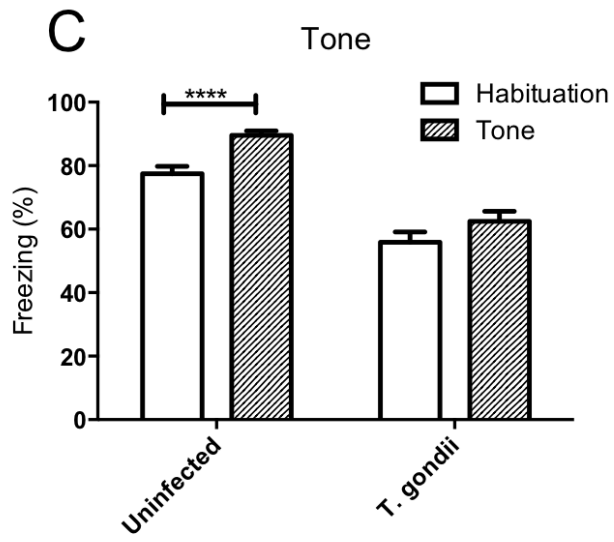 C
Tone
Habituation
Tone
****
Freezing (%)
100
80
60
40
20
0
Uninfected
T. gondii